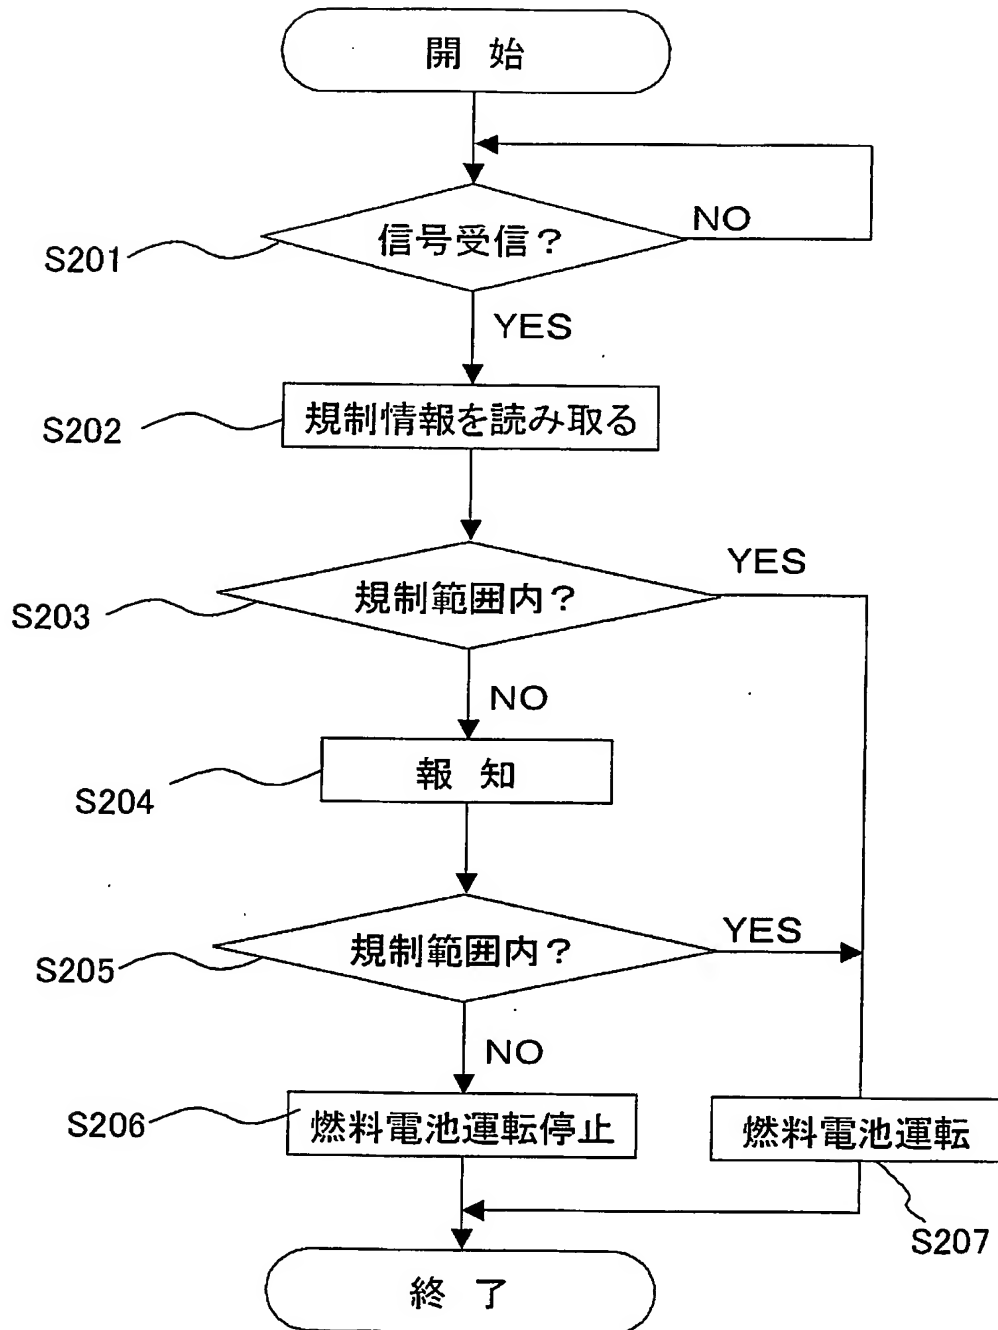 開 始
信号受信？
NO
S201
YES
S202
規制情報を読み取る
YES
規制範囲内？
S203
NO
報 知
S204
YES
規制範囲内？
S205
NO
S206
燃料電池運転停止
燃料電池運転
S207
終 了